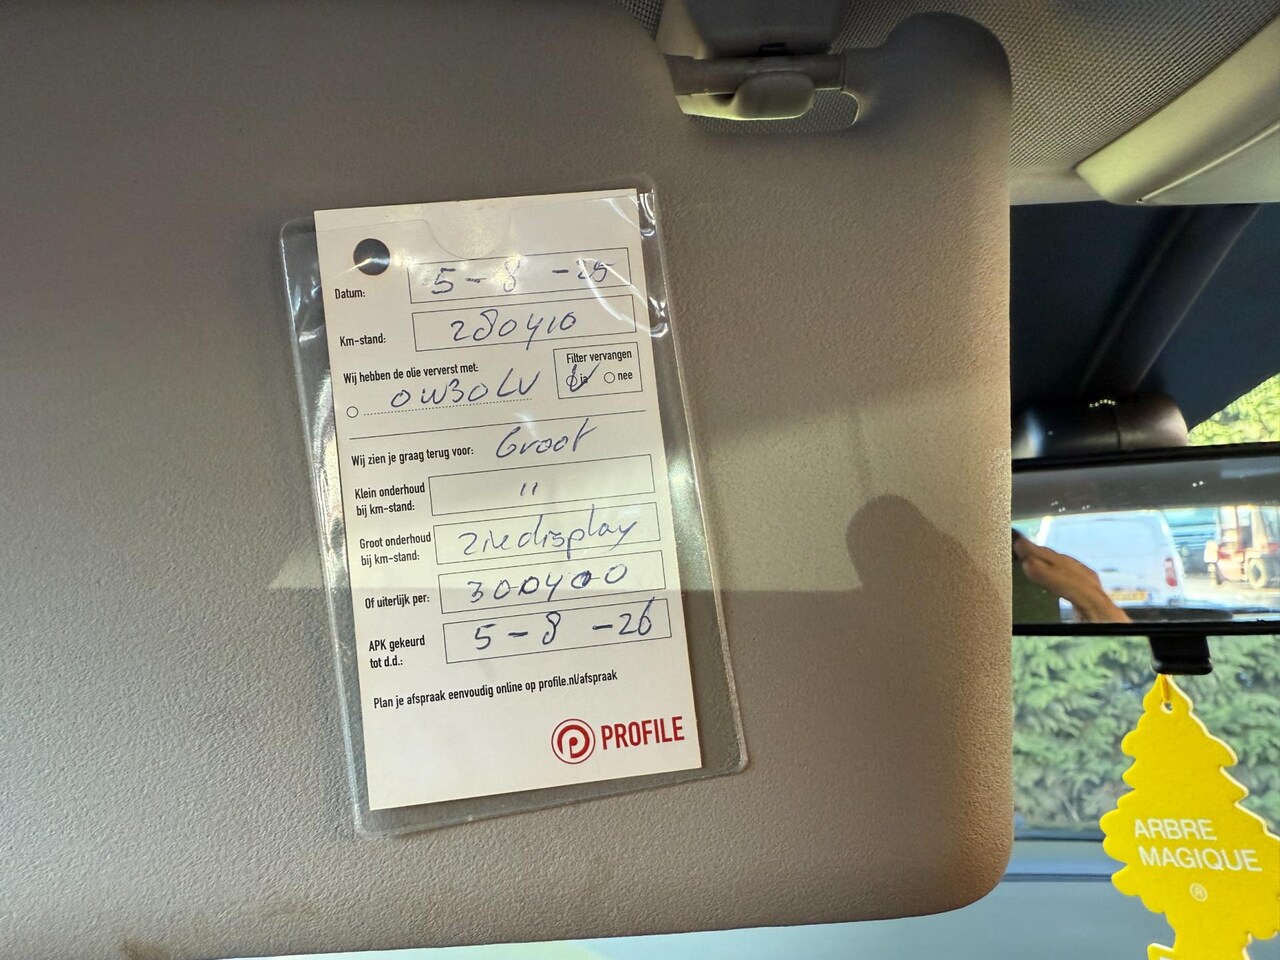 Datum: 5-8-25
Km-stand: 280410
Wij hebben de olie ververst met:
0W30LV
Filter vervangen
ja nee
Wij zien je graag terug voor: Groot
Klein onderhoud bij km-stand: "
Groot onderhoud bij km-stand: zie display
Of uiterlijk per: 300400
APK gekeurd tot d.d.: 5-8-26
Plan je afspraak eenvoudig online op profile.nl/afspraak
PROFILE
ARBRE
MAGIQUE
®